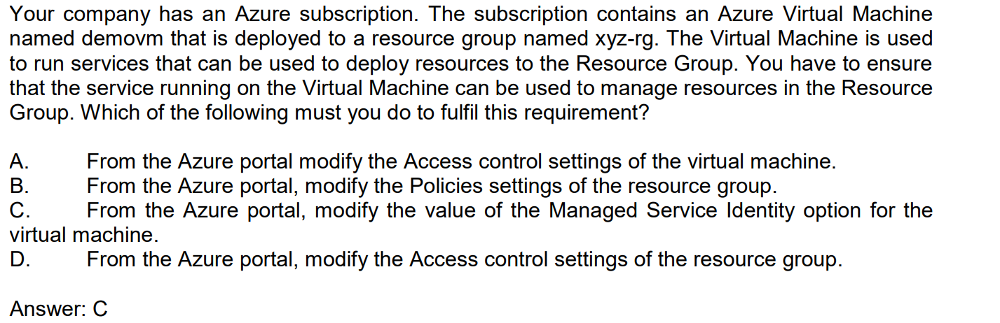 Your company has an Azure subscription. The subscription contains an Azure Virtual Machine
named demovm that is deployed to a resource group named xyz-rg. The Virtual Machine is used
to run services that can be used to deploy resources to the Resource Group. You have to ensure
that the service running on the Virtual Machine can be used to manage resources in the Resource
Group. Which of the following must you do to fulfil this requirement?
A. From the Azure portal modify the Access control settings of the virtual machine.
B. From the Azure portal, modify the Policies settings of the resource group.
C. From the Azure portal, modify the value of the Managed Service Identity option for the
virtual machine.
D. From the Azure portal, modify the Access control settings of the resource group.
Answer: C